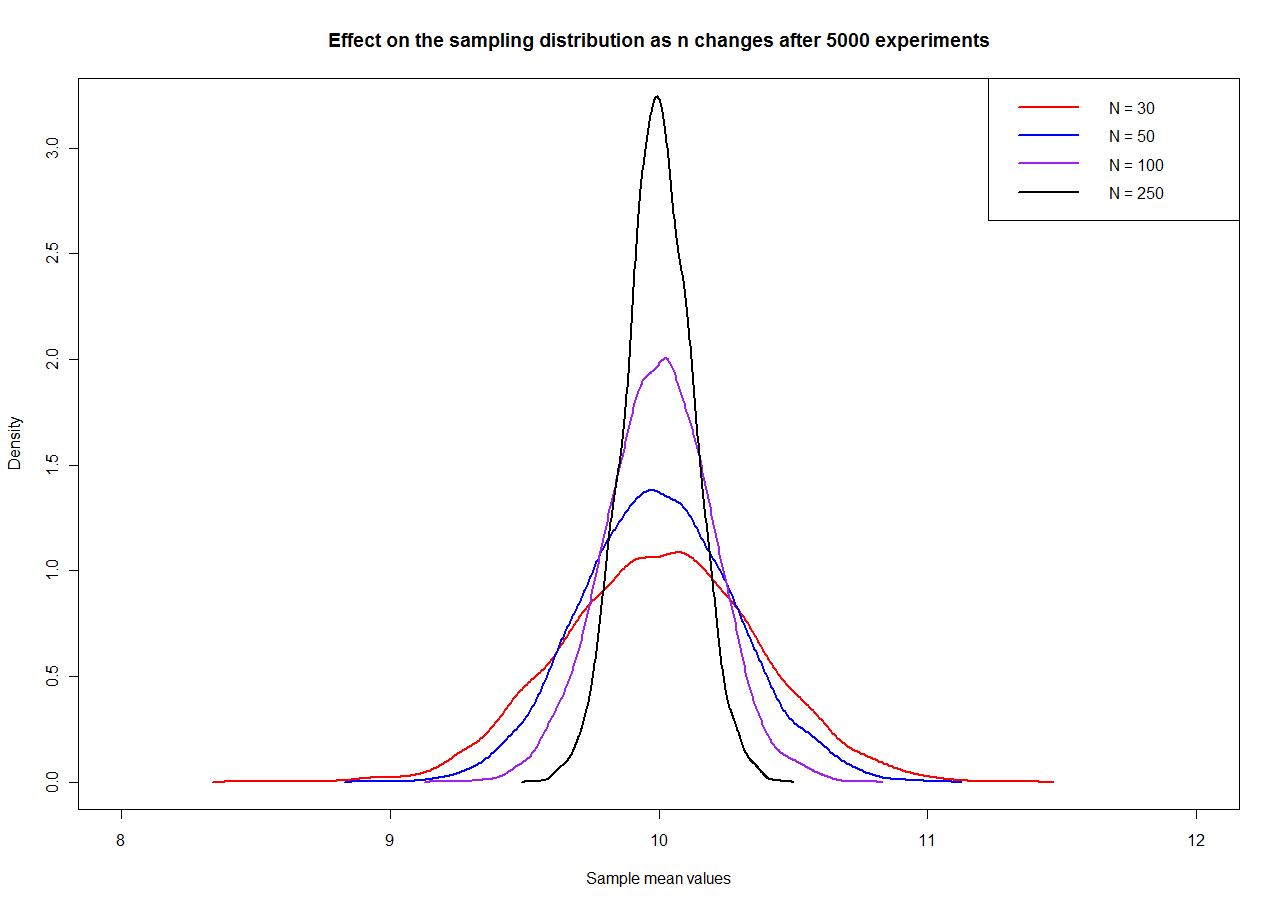 Effect on the sampling distribution as n changes after 5000 experiments
N = 30
N = 50
N = 100
N = 250
Density
3.0
2.5
2.0
1.5
1.0
0.5
0.0
8 9 10 11 12
Sample mean values